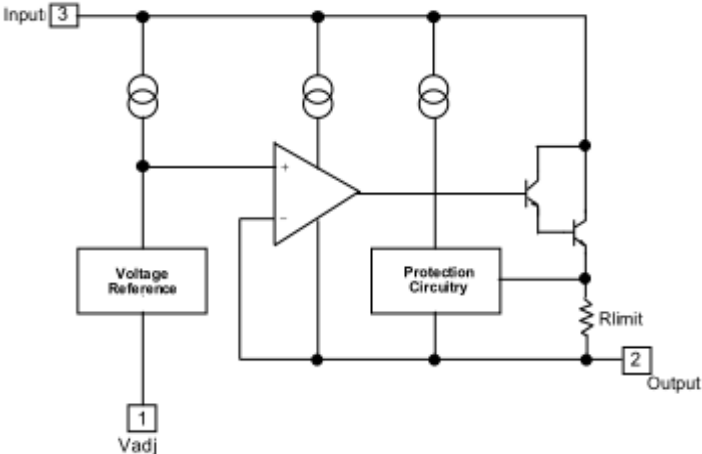 Input 3
+
−
Voltage
Reference
Protection
Circuitry
Rlimit
2
Output
1
Vadj